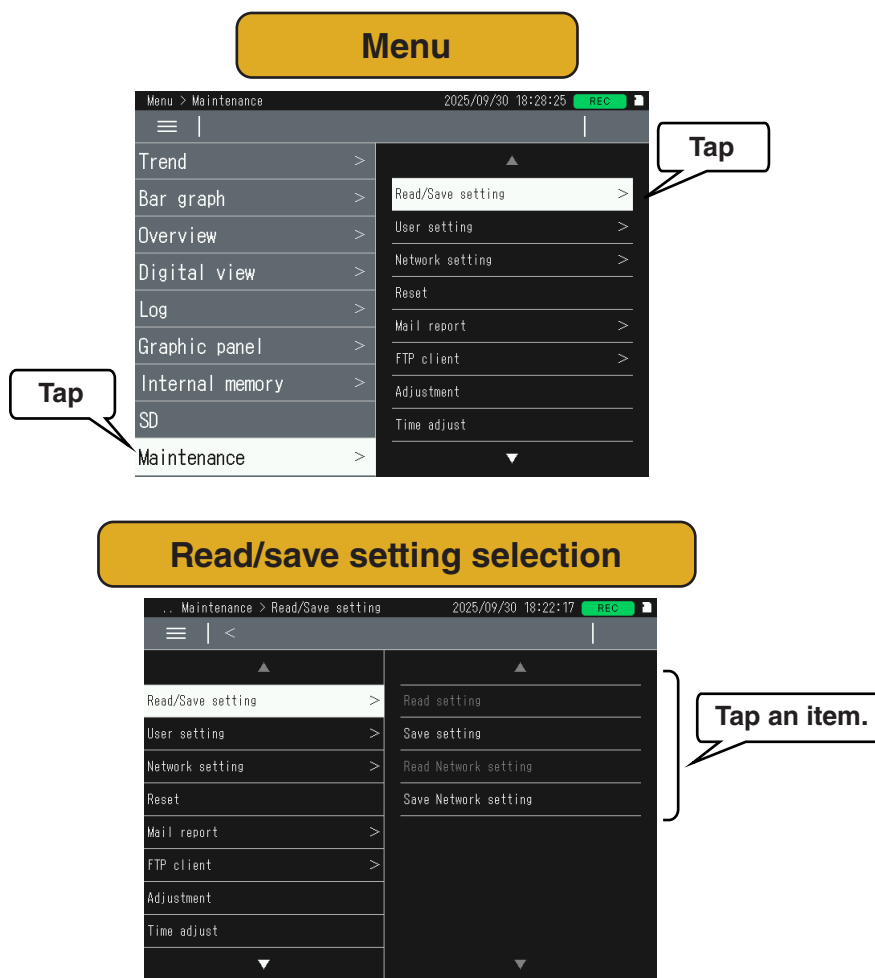 Menu
Menu > Maintenance 2025/09/30 18:28:25 REC
Tap
Trend >
Bar graph >
Overview >
Digital view >
Log >
Graphic panel >
Internal memory >
SD
Maintenance >
Read/Save setting >
User setting >
Network setting >
Reset
Mail report >
FTP client >
Adjustment
Time adjust
Tap
Read/save setting selection
.. Maintenance > Read/Save setting 2025/09/30 18:22:17 REC
<
Read/Save setting >
User setting >
Network setting >
Reset
Mail report >
FTP client >
Adjustment
Time adjust
Read setting
Save setting
Read Network setting
Save Network setting
Tap an item.